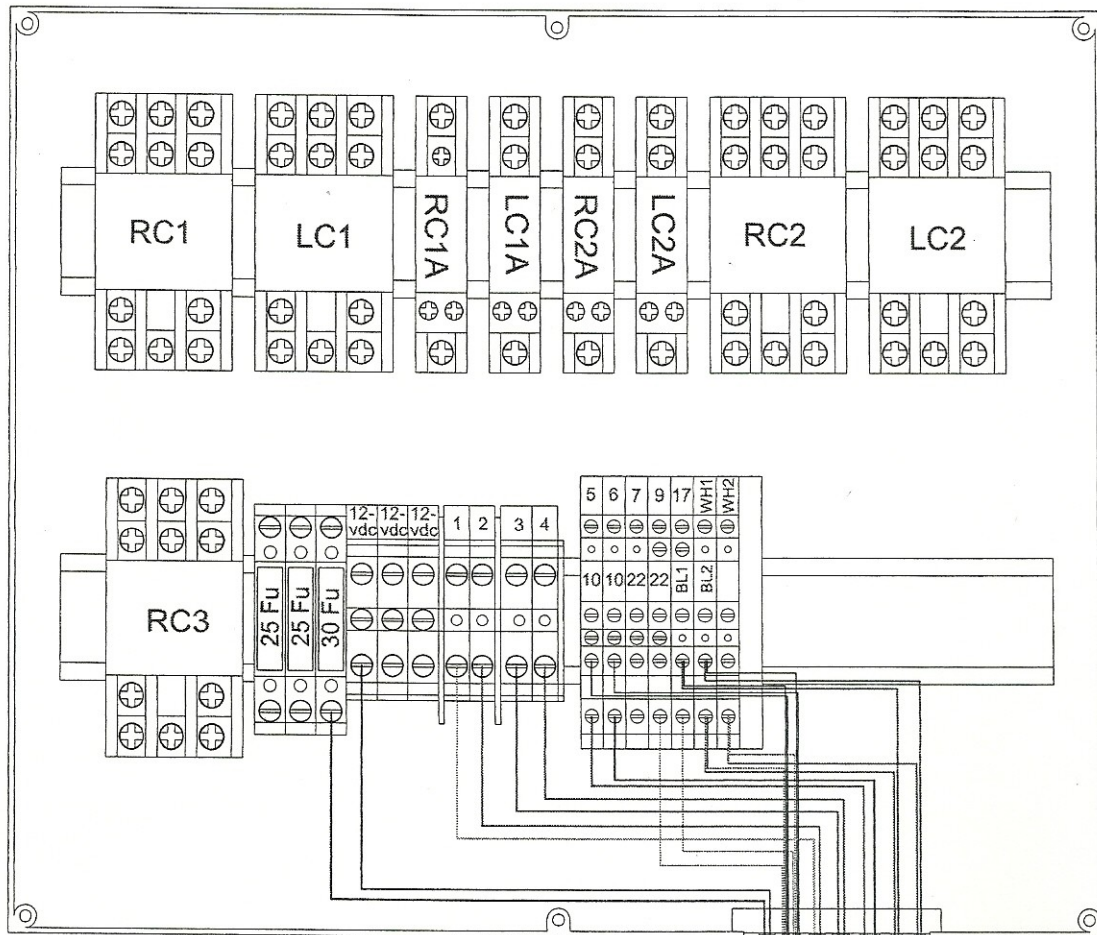 RC1 LC1 RC1A LC1A RC2A LC2A RC2 LC2
12- 12- 12-
vdc vdc vdc 1 2 3 4
5 6 7 9 17 WH1 WH2
10 10 22 22 BL1 BL2
RC3 25 Fu 25 Fu 30 Fu